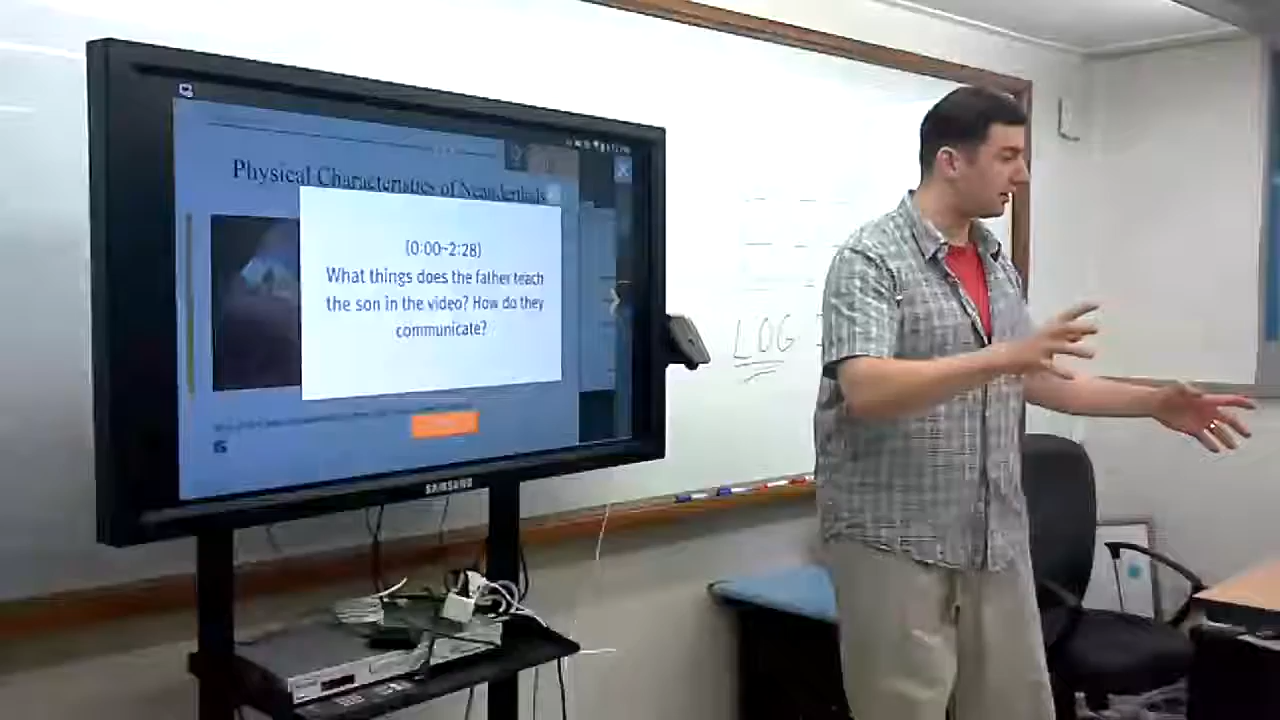 Physical Characteristics of Neanderthals
(0:00~2:28)
What things does the father teach
the son in the video? How do they
communicate?
6
SAMSUNG
LOG